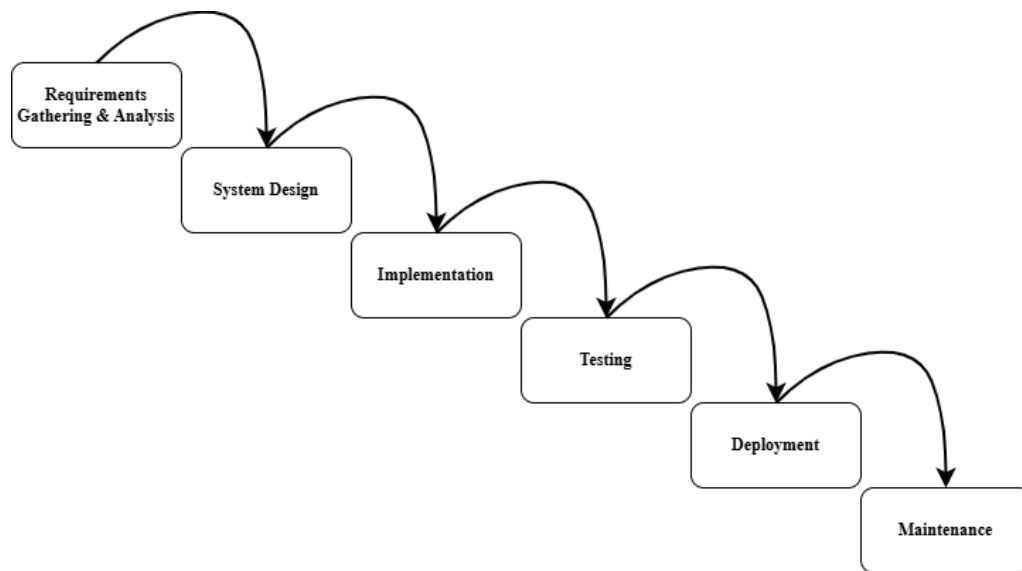 Requirements
Gathering & Analysis
System Design
Implementation
Testing
Deployment
Maintenance